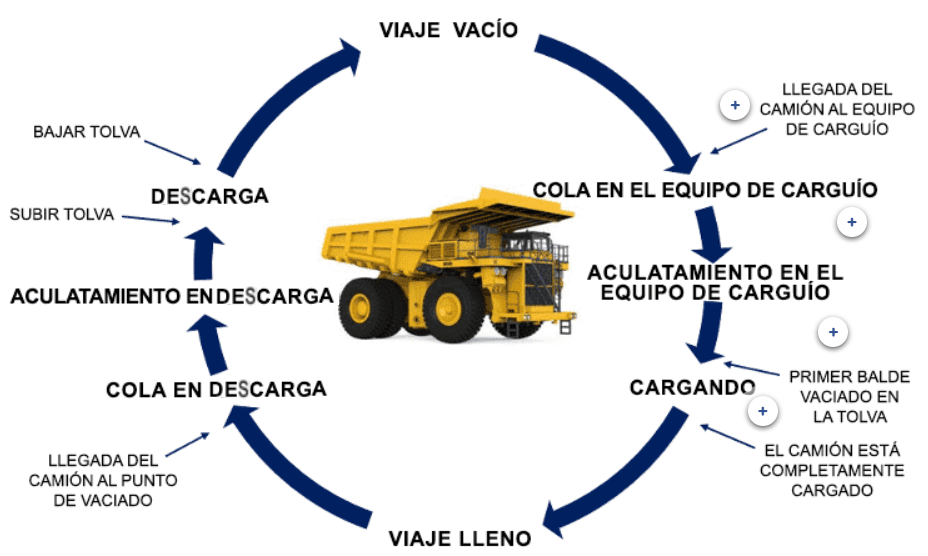 VIAJE VACÍO
LLEGADA DEL
CAMIÓN AL EQUIPO
DE CARGUÍO
COLA EN EL EQUIPO DE CARGUÍO
ACULATAMIENTO EN EL
EQUIPO DE CARGUÍO
CARGANDO
PRIMER BALDE
VACIADO EN
LA TOLVA
EL CAMIÓN ESTÁ
COMPLETAMENTE
CARGADO
VIAJE LLENO
LLEGADA DEL
CAMIÓN AL PUNTO
DE VACIADO
COLA EN DESCARGA
ACULATAMIENTO EN DESCARGA
SUBIR TOLVA
DESCARGA
BAJAR TOLVA
+
+
+
+